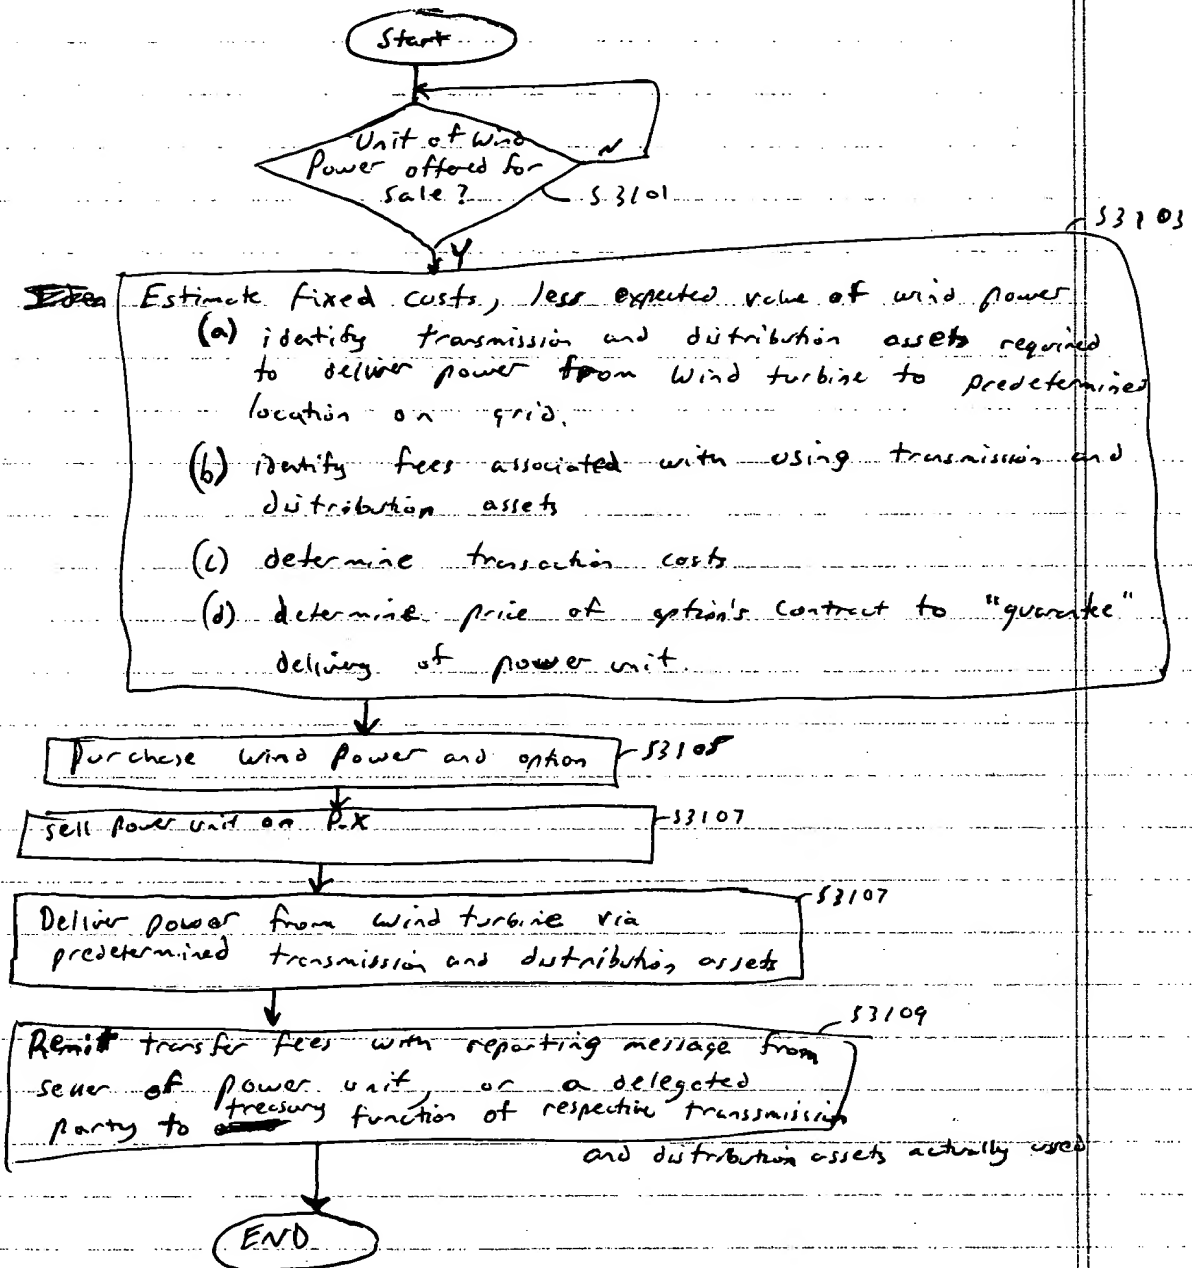 Start
Unit of Wind
Power offered for
Sale?
N
S3101
Y
S3103
Estimate fixed costs, less expected value of wind power
(a) identify transmission and distribution assets required
to deliver power from wind turbine to predetermined
location on grid.
(b) identify fees associated with using transmission and
distribution assets
(c) determine transaction costs
(d) determine price of option's contract to "guarantee"
delivery of power unit.
Purchase Wind Power and option
S3105
sell power unit on P.X
S3107
Deliver power from wind turbine via
predetermined transmission and distribution assets
S3107
Remit transfer fees with reporting message from
seller of power unit, or a delegated
party to treasury function of respective transsmission
and distribution assets actually used
S3109
END